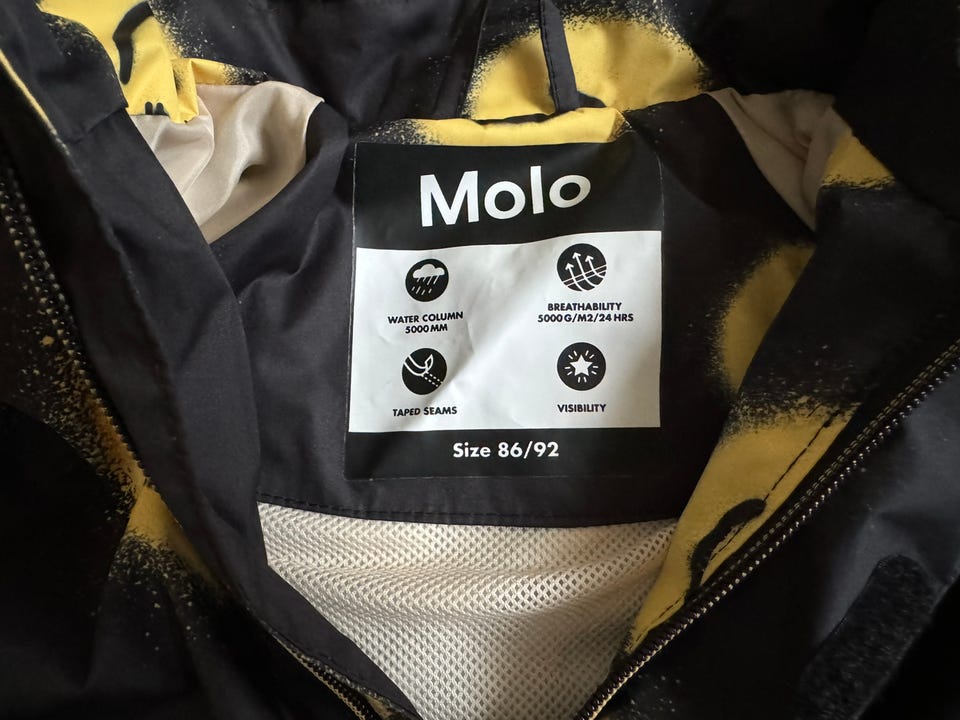 Molo
WATER COLUMN
5000 MM
BREATHABILITY
5000 G/M2/24 HRS
TAPED SEAMS
VISIBILITY
Size 86/92